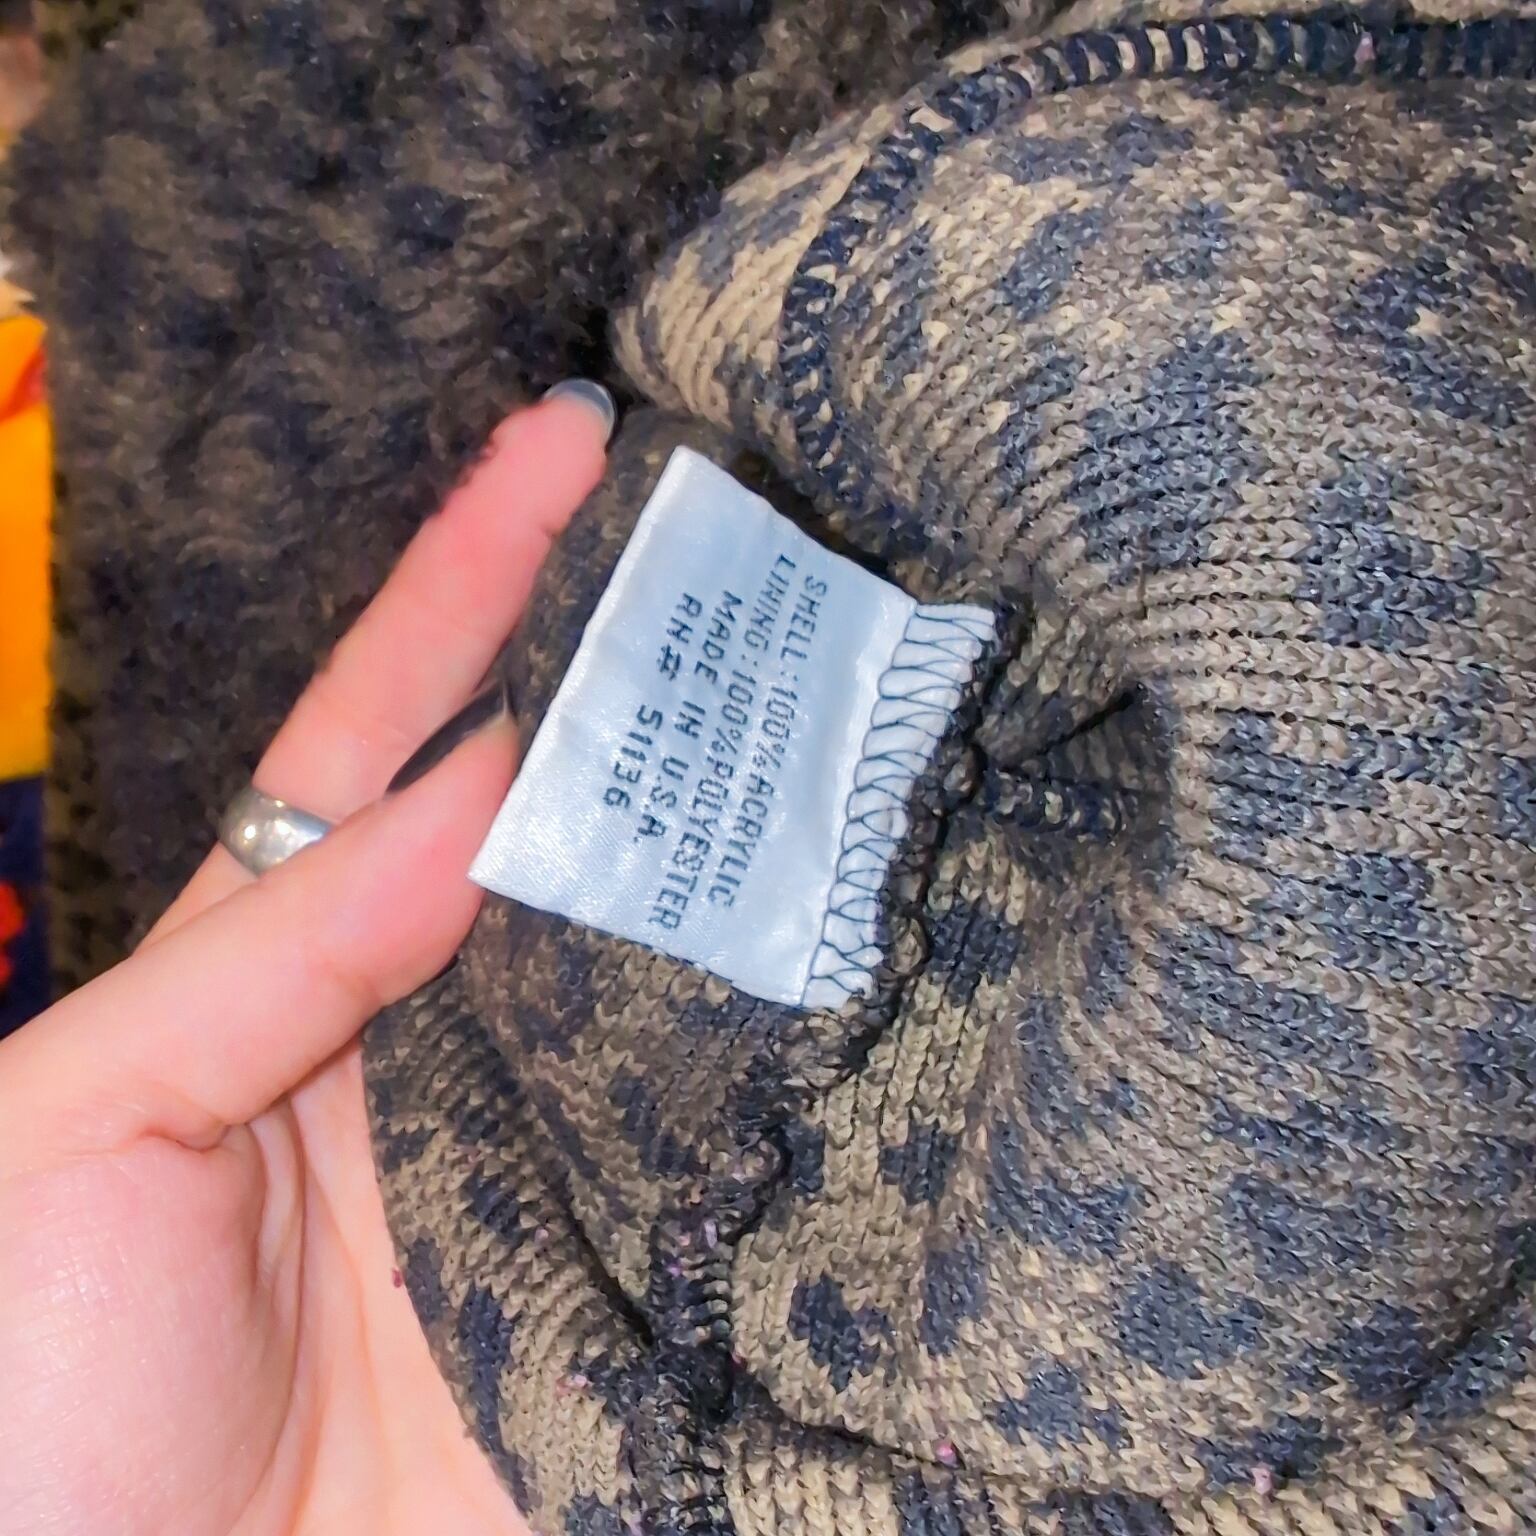 SHELL:100%ACRYLIC
LINING:100%POLYESTER
MADE IN U.S.A.
RN# 51136